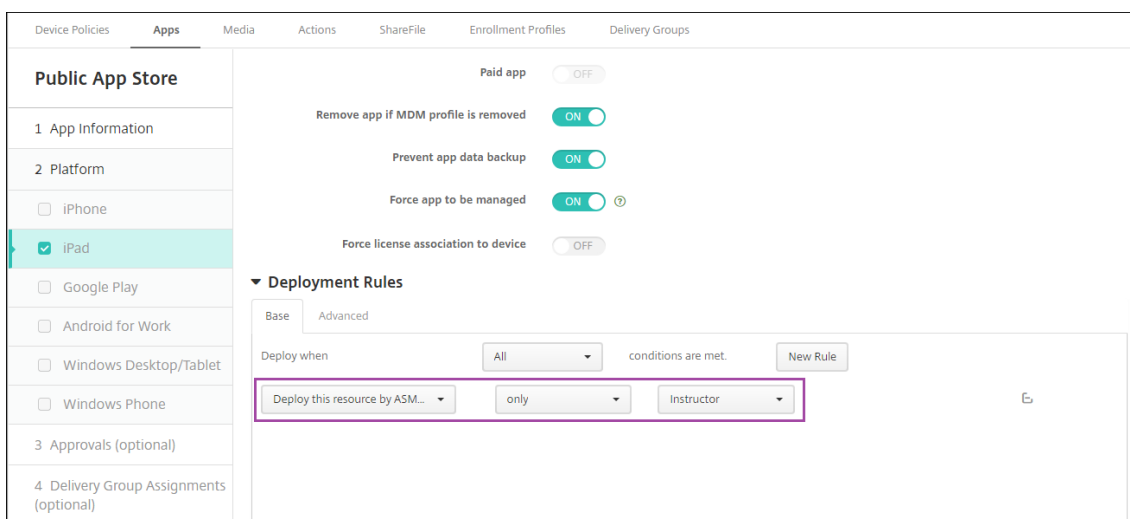 Device Policies Apps Media Actions ShareFile Enrollment Profiles Delivery Groups
Public App Store
1 App Information
2 Platform
iPhone
iPad
Google Play
Android for Work
Windows Desktop/Tablet
Windows Phone
3 Approvals (optional)
4 Delivery Group Assignments
(optional)
Paid app OFF
Remove app if MDM profile is removed ON
Prevent app data backup ON
Force app to be managed ON ?
Force license association to device OFF
Deployment Rules
Base Advanced
Deploy when All conditions are met. New Rule
Deploy this resource by ASM... only Instructor